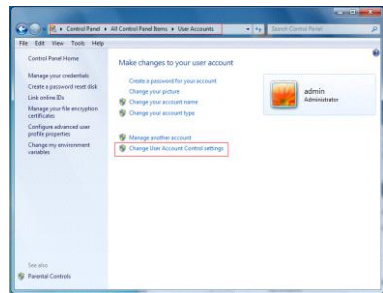 Control Panel ▸ All Control Panel Items ▸ User Accounts
Search Control Panel
File Edit View Tools Help
Control Panel Home
Manage your credentials
Create a password reset disk
Link online IDs
Manage your file encryption
certificates
Configure advanced user
profile properties
Change my environment
variables
See also
Parental Controls
Make changes to your user account
Create a password for your account
Change your picture
Change your account name
Change your account type
Manage another account
Change User Account Control settings
admin
Administrator